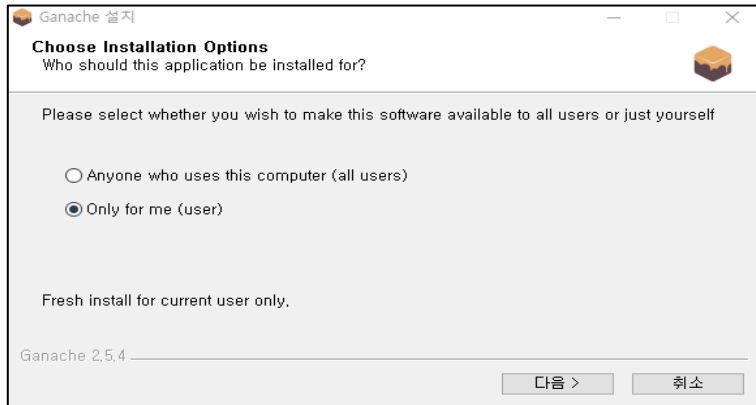 Ganache 설치
Choose Installation Options
Who should this application be installed for?
Please select whether you wish to make this software available to all users or just yourself
Anyone who uses this computer (all users)
Only for me (user)
Fresh install for current user only.
Ganache 2.5.4
다음 >
취소